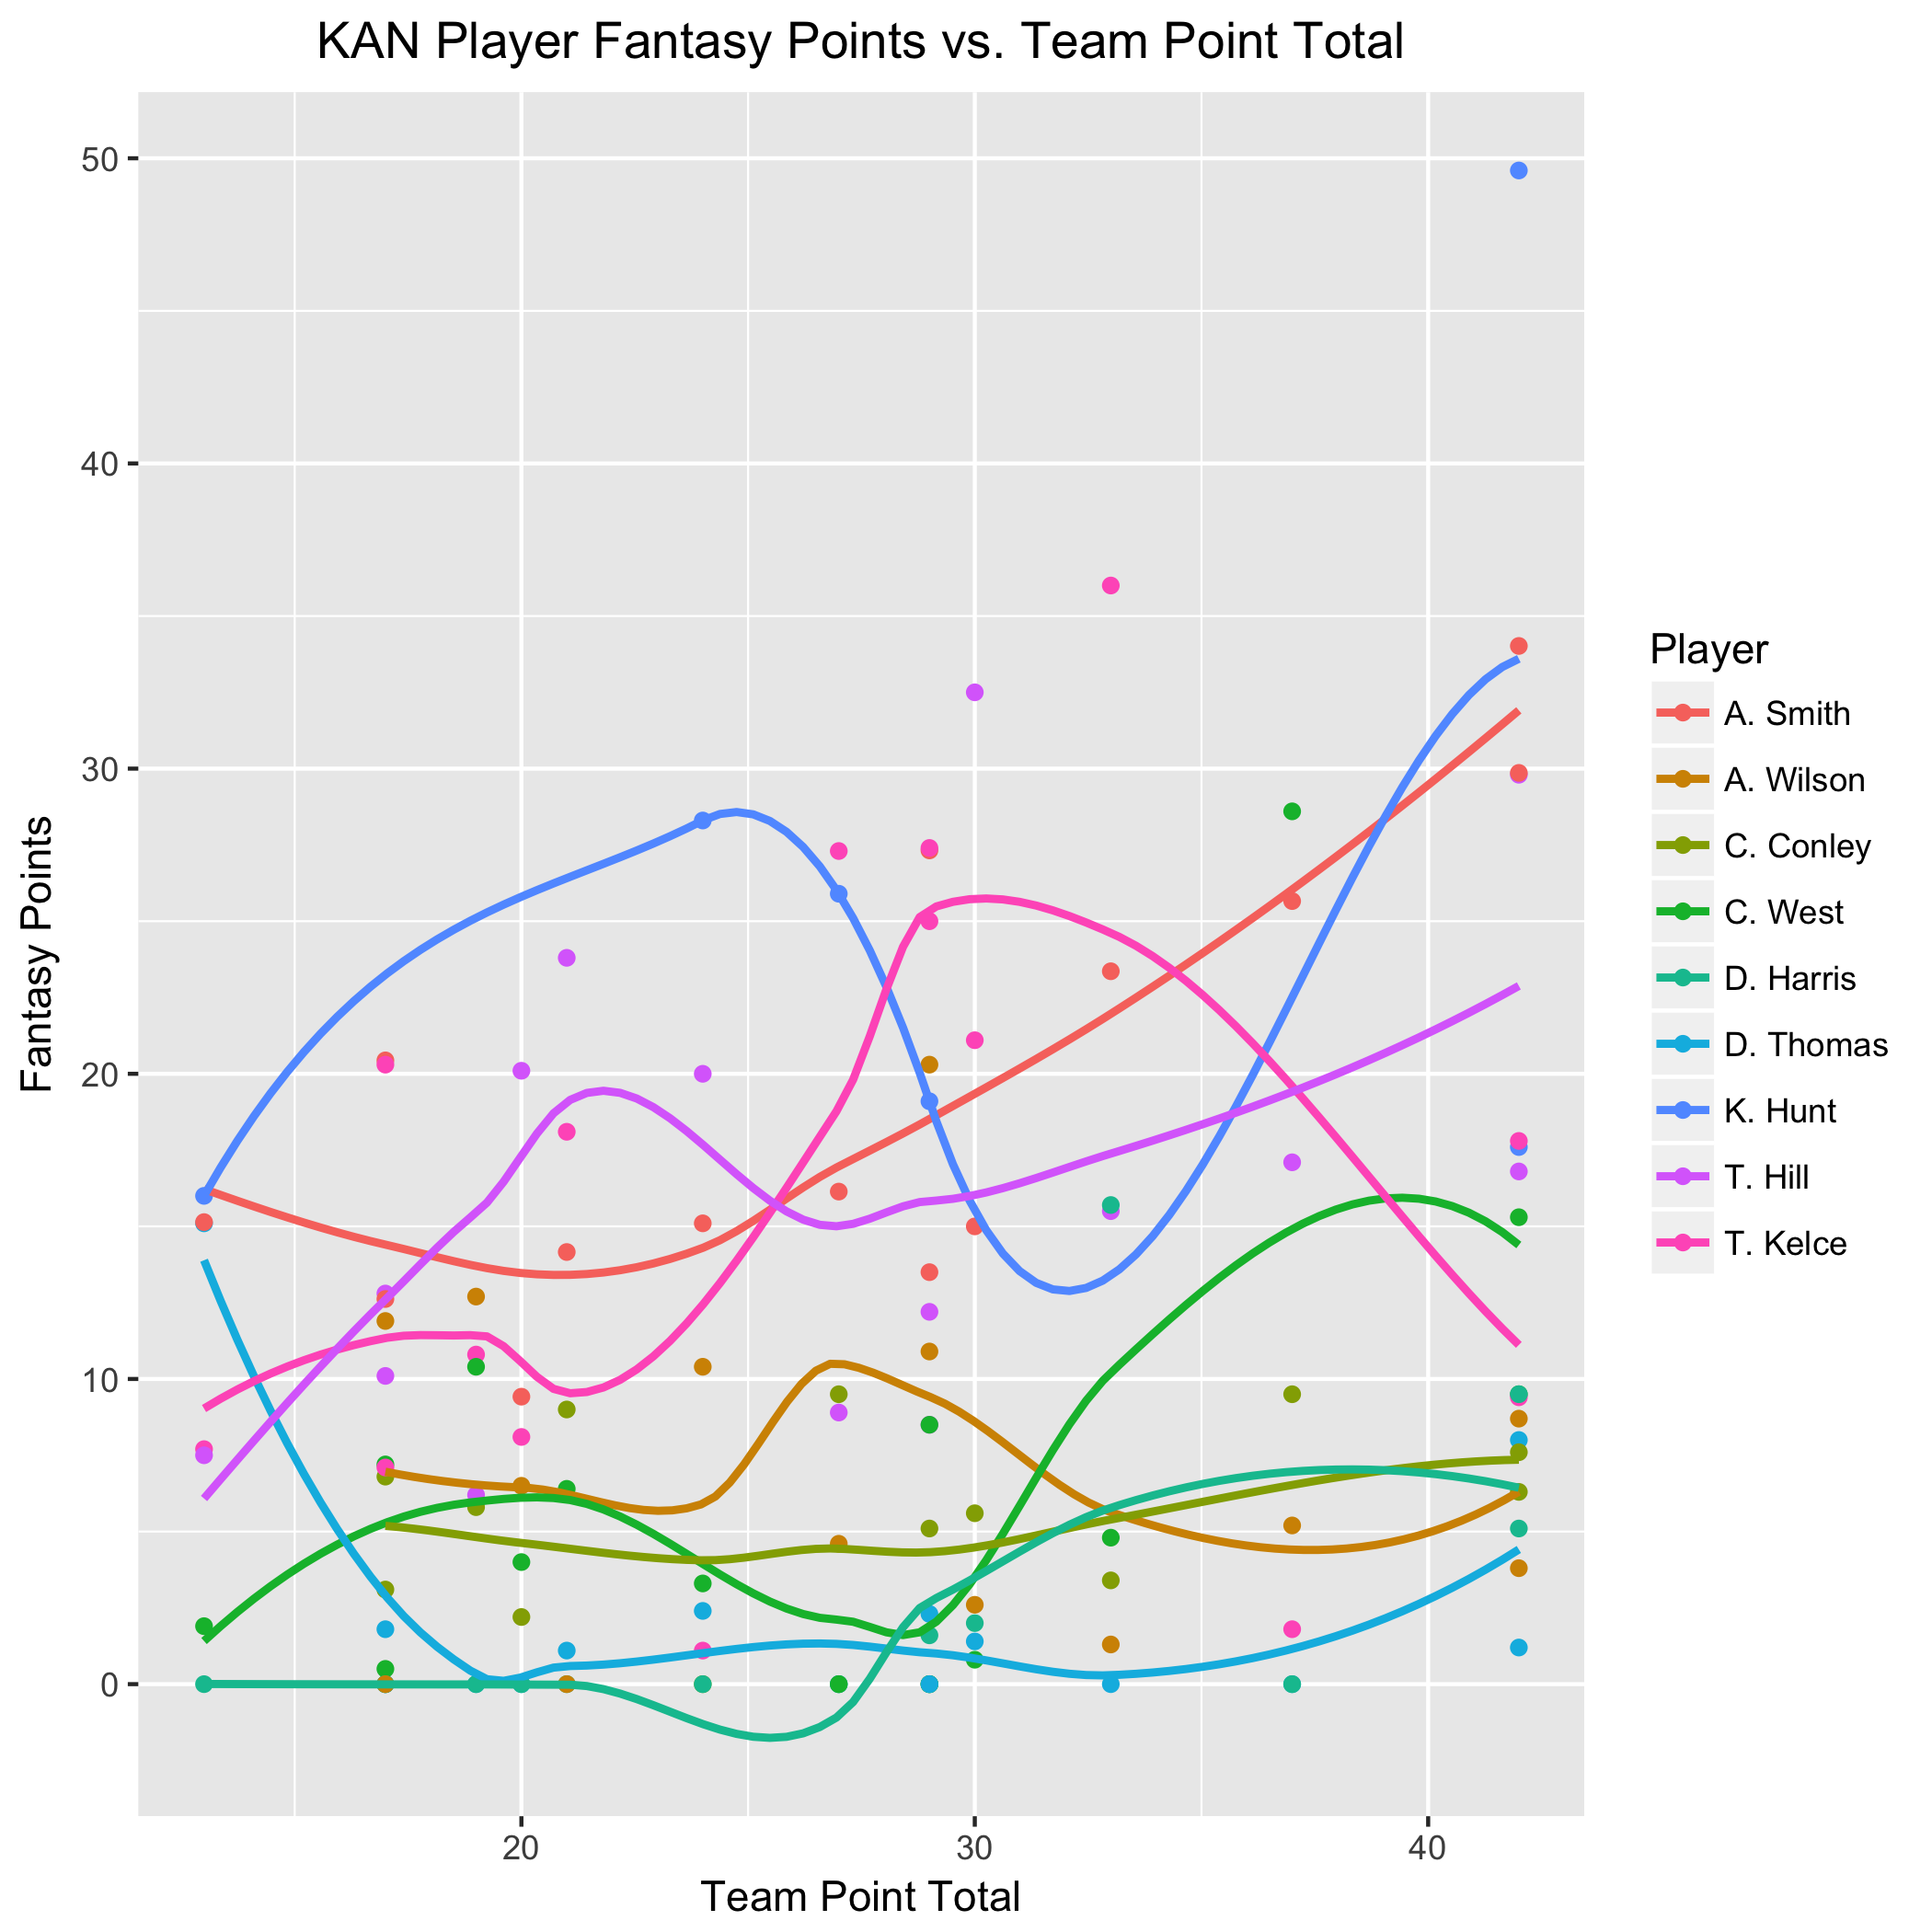 KAN Player Fantasy Points vs. Team Point Total
50
40
30
20
10
0
Fantasy Points
20
30
40
Team Point Total
Player
A. Smith
A. Wilson
C. Conley
C. West
D. Harris
D. Thomas
K. Hunt
T. Hill
T. Kelce